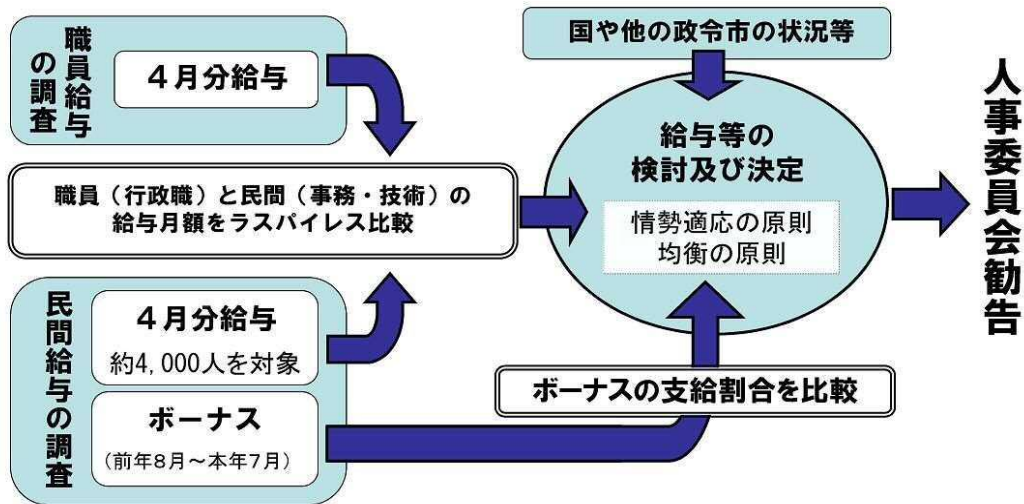 職員給与
の調査
４月分給与
国や他の政令市の状況等
給与等の
検討及び決定
情勢適応の原則
均衡の原則
職員（行政職）と民間（事務・技術）の
給与月額をラスパイレス比較
民間給与の調査
４月分給与
約4,000人を対象
ボーナス
（前年8月～本年7月）
ボーナスの支給割合を比較
人事委員会勧告